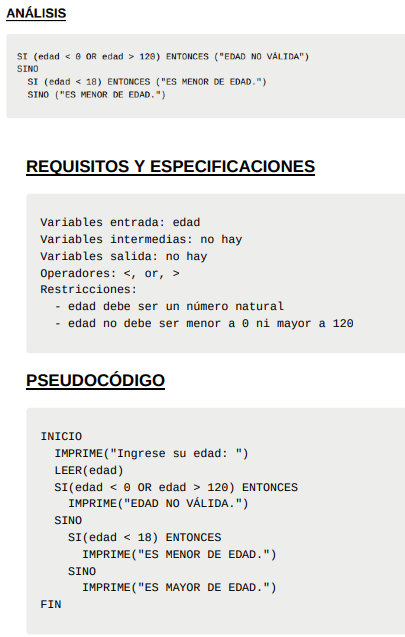 ANÁLISIS
SI (edad < 0 OR edad > 120) ENTONCES ("EDAD NO VÁLIDA")
SINO
  SI (edad < 18) ENTONCES ("ES MENOR DE EDAD.")
  SINO ("ES MENOR DE EDAD.")
REQUISITOS Y ESPECIFICACIONES
Variables entrada: edad
Variables intermedias: no hay
Variables salida: no hay
Operadores: <, or, >
Restricciones:
  - edad debe ser un número natural
  - edad no debe ser menor a 0 ni mayor a 120
PSEUDOCÓDIGO
INICIO
  IMPRIME("Ingrese su edad: ")
  LEER(edad)
  SI(edad < 0 OR edad > 120) ENTONCES
    IMPRIME("EDAD NO VÁLIDA.")
  SINO
    SI(edad < 18) ENTONCES
      IMPRIME("ES MENOR DE EDAD.")
    SINO
      IMPRIME("ES MAYOR DE EDAD.")
FIN